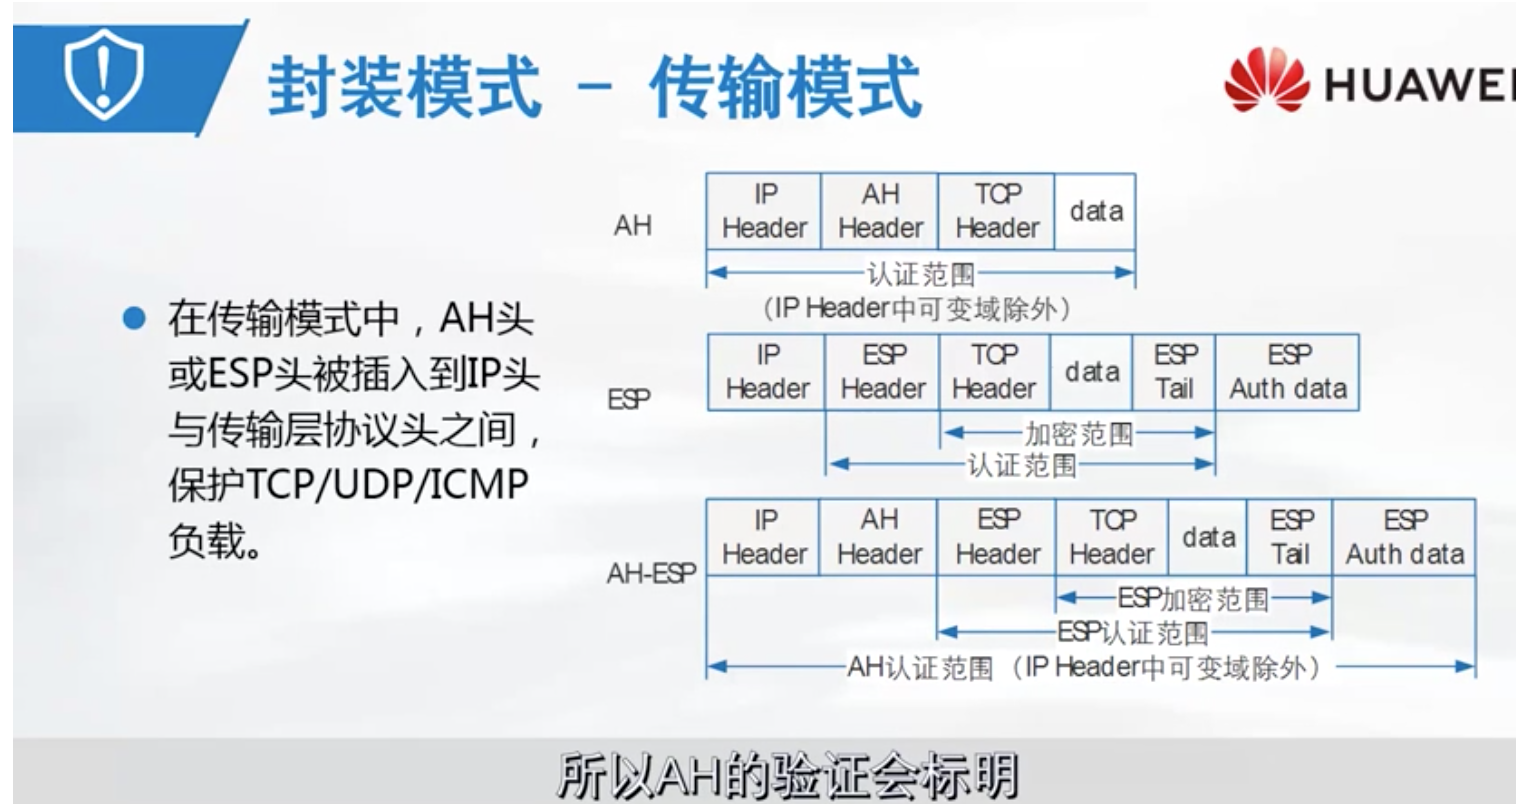 封装模式 - 传输模式
HUAWEI
在传输模式中，AH头
或ESP头被插入到IP头
与传输层协议头之间，
保护TCP/UDP/ICMP
负载。
AH
IP Header
AH Header
TCP Header
data
认证范围
（IP Header中可变域除外）
ESP
IP Header
ESP Header
TCP Header
data
ESP Tail
ESP Auth data
加密范围
认证范围
AH-ESP
IP Header
AH Header
ESP Header
TCP Header
data
ESP Tail
ESP Auth data
ESP加密范围
ESP认证范围
AH认证范围（IP Header中可变域除外）
所以AH的验证会标明